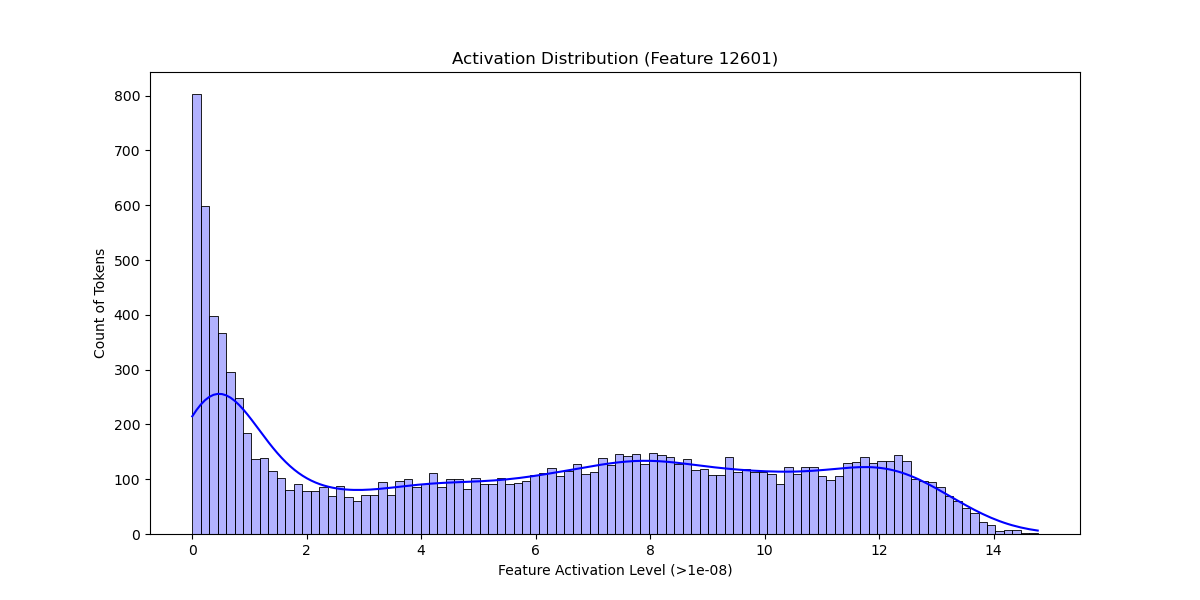 Activation Distribution (Feature 12601)
800
700
600
500
400
300
200
100
0
Count of Tokens
0 2 4 6 8 10 12 14
Feature Activation Level (>1e-08)